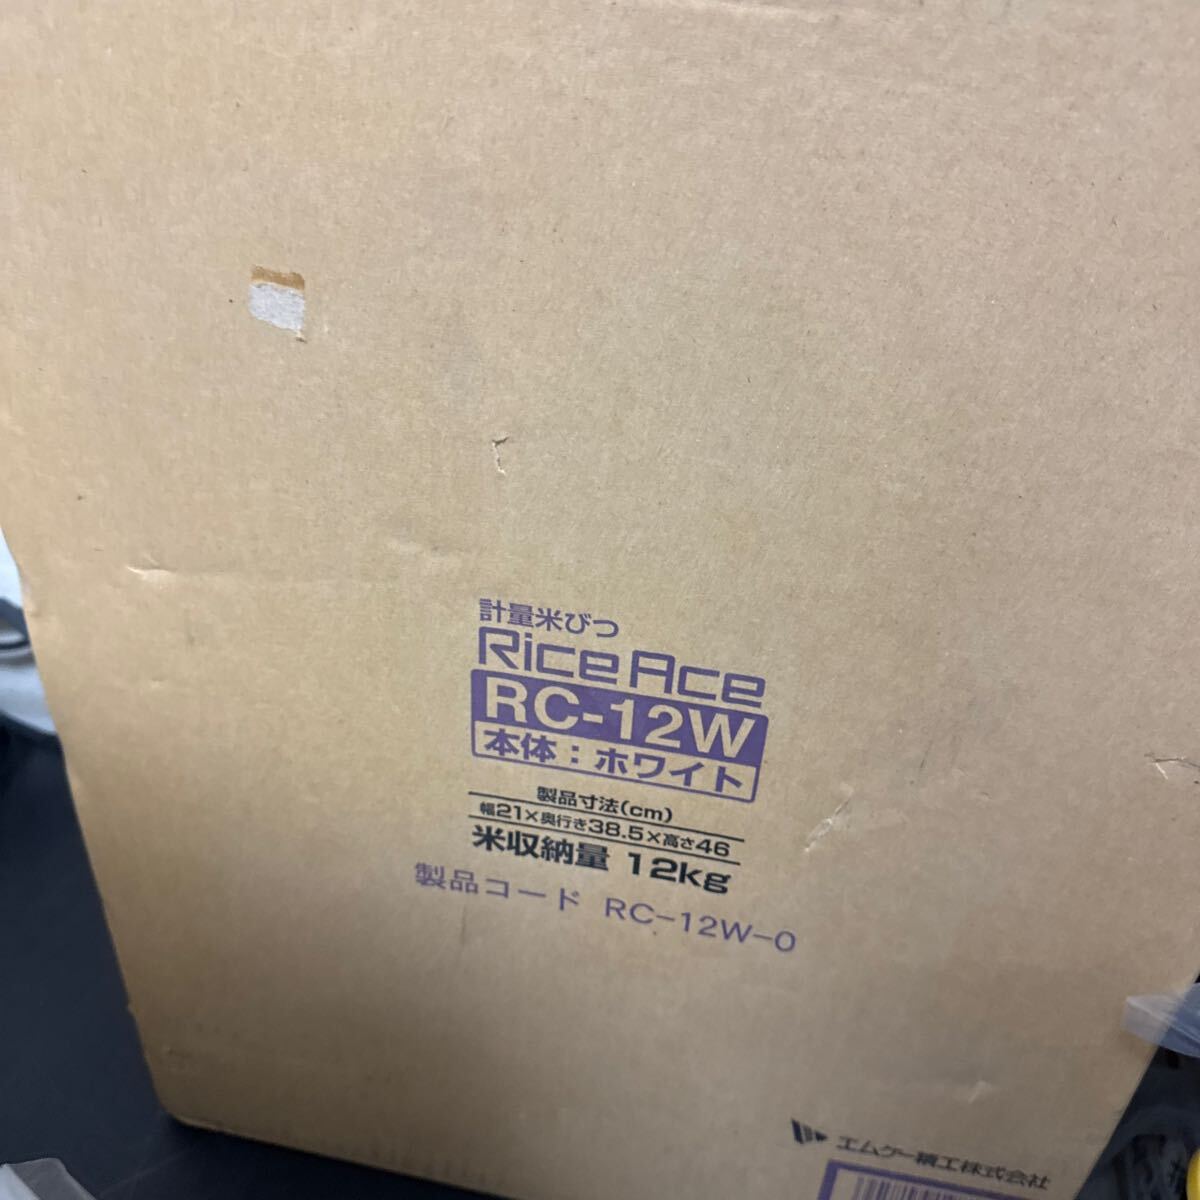 計量米びつ
Rice Ace
RC-12W
本体：ホワイト
製品寸法(cm)
幅21×奥行き38.5×高さ46
米収納量 12kg
製品コード RC-12W-0
エムケー精工株式会社